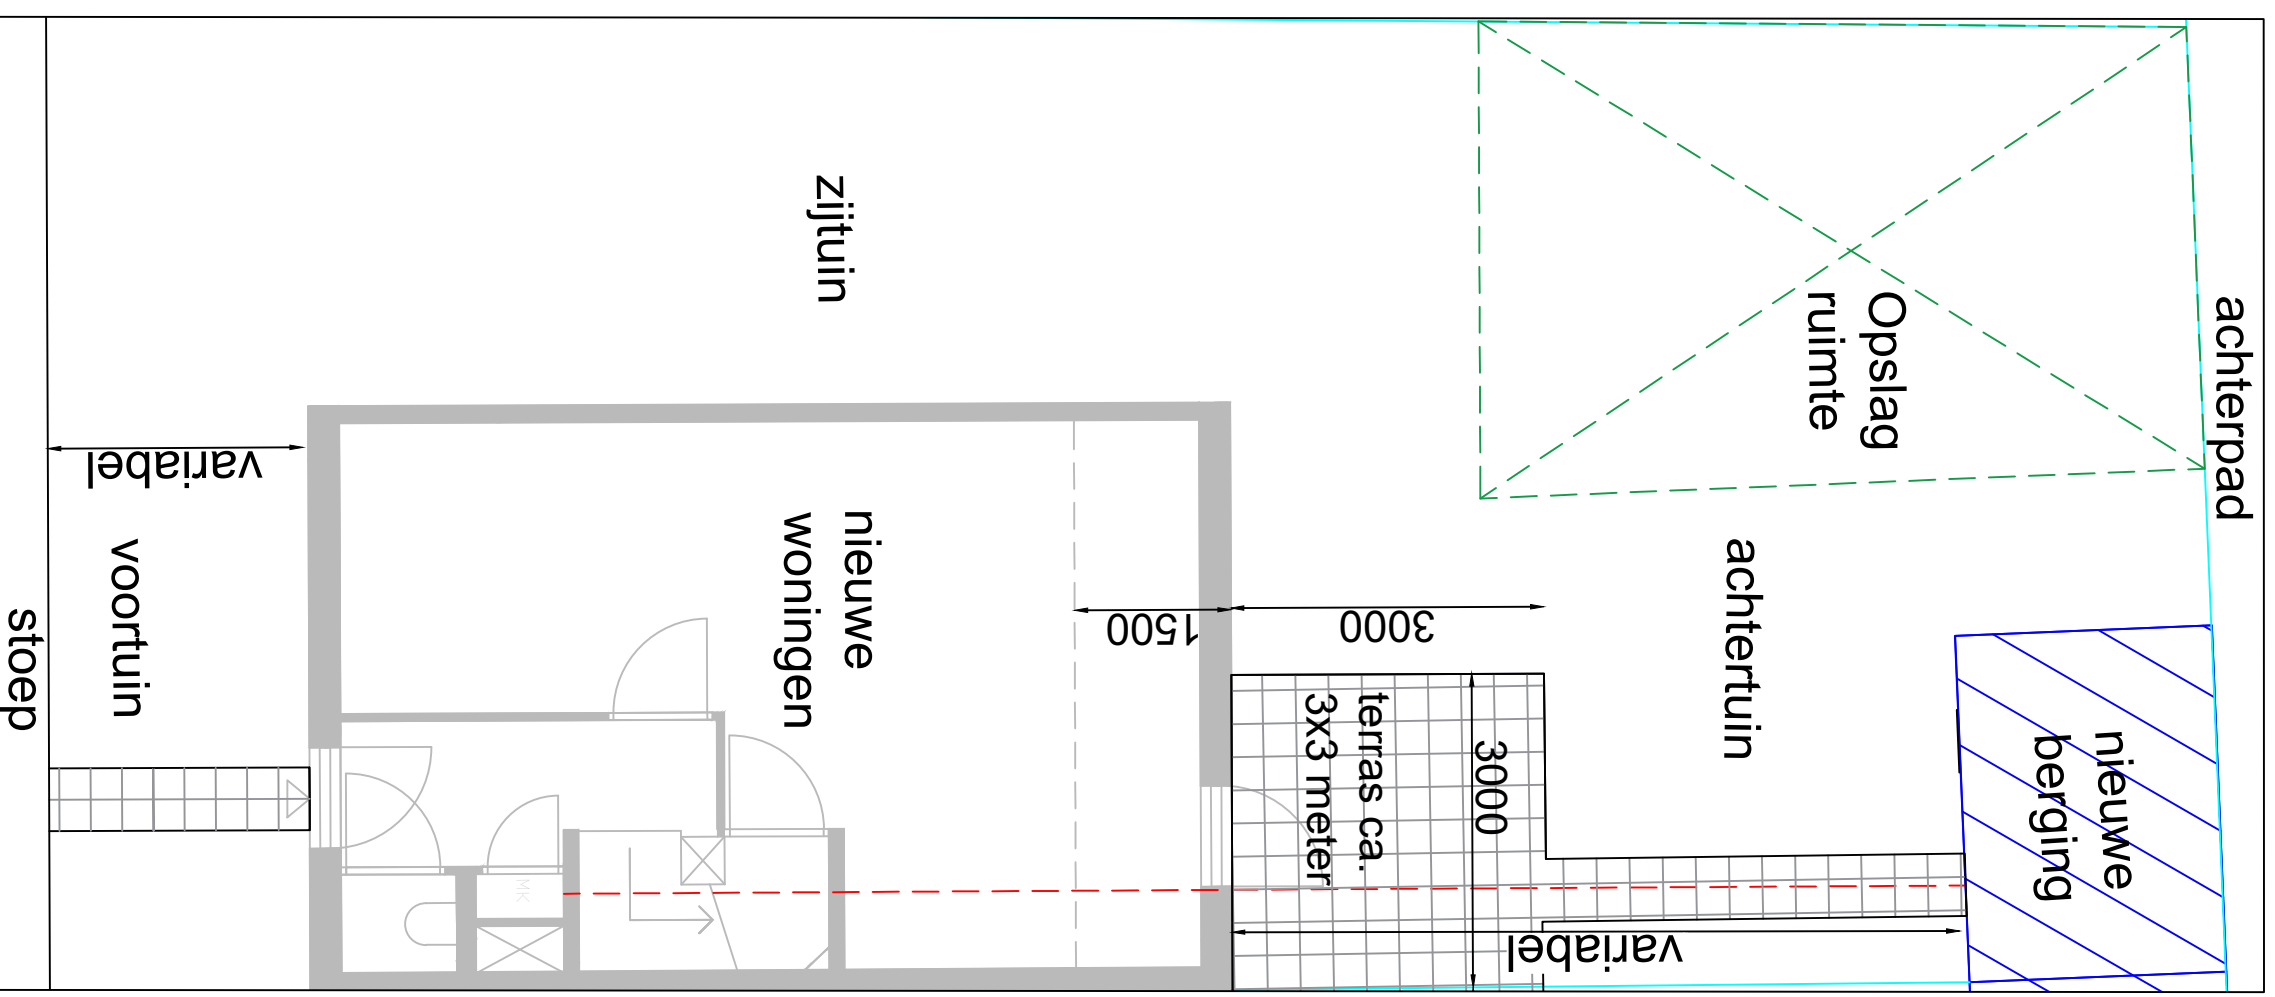 achterpad
Opslag
ruimte
zijtuin
achtertuin
nieuwe
berging
nieuwe
woningen
voortuin
stoep
variabel
1500
3000
3000
terras ca.
3x3 meter
variabel
MK